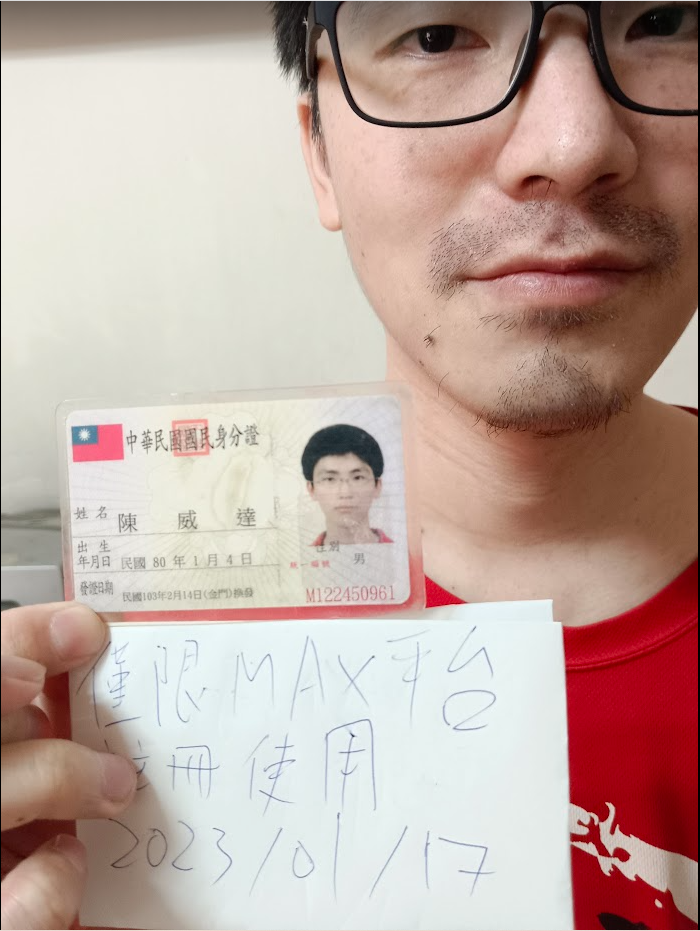 中華民國國民身分證
姓名 陳威達
出生年月日 民國 80 年 1 月 4 日
性別 男
發證日期 民國103年2月14日(金門)換發
統一編號 M122450961
僅限MAX平台
註冊使用
2023/01/17